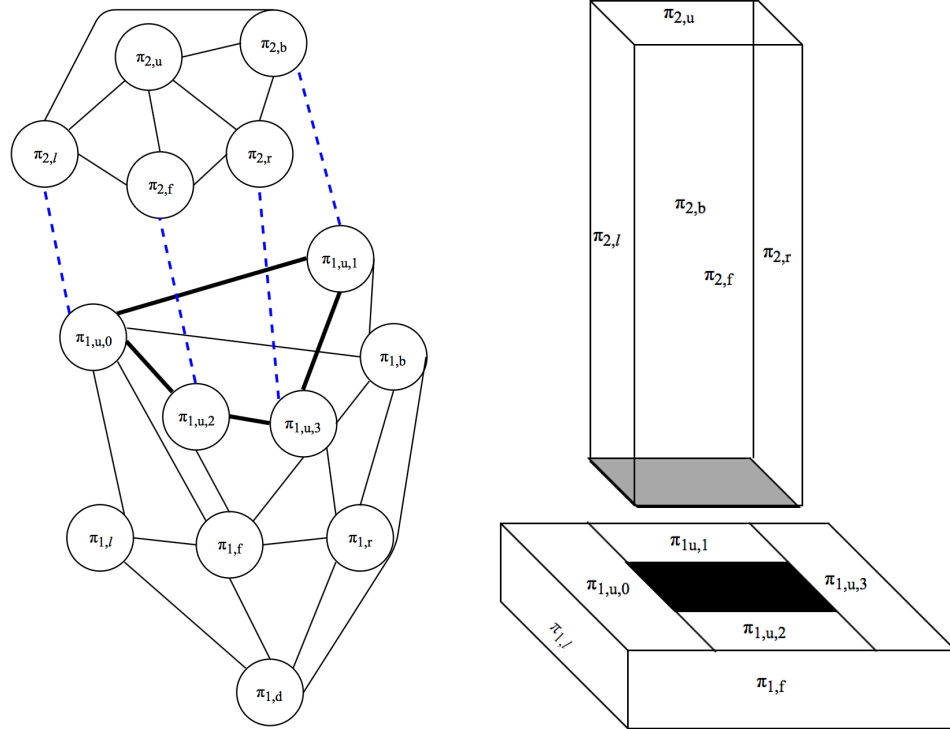 π2,u
π2,b
π2,l
π2,f
π2,r
π1,u,1
π1,u,0
π1,b
π1,u,2
π1,u,3
π1,l
π1,f
π1,r
π1,d
π2,u
π2,b
π2,l
π2,r
π2,f
π1u,1
π1,u,0
π1,u,3
π1,u,2
π1,l
π1,f